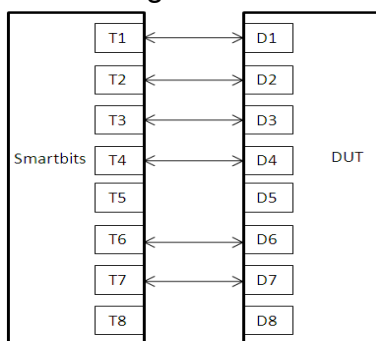 T1 D1
T2 D2
T3 D3
Smartbits T4 D4 DUT
T5 D5
T6 D6
T7 D7
T8 D8